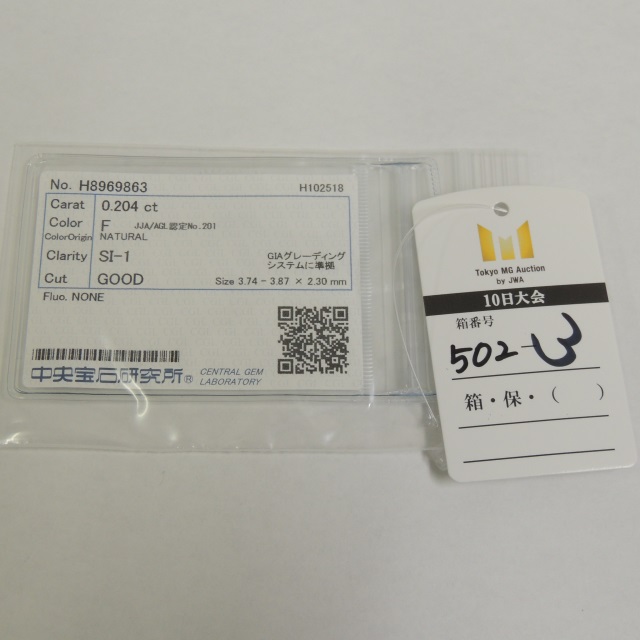 No. H8969863
H102518
Carat 0.204 ct
Color F JJA/AGL認定No.201
ColorOrigin NATURAL
Clarity SI-1 GIAグレーディング
システムに準拠
Cut GOOD Size 3.74 - 3.87 × 2.30 mm
Fluo. NONE
中央宝石研究所® CENTRAL GEM
LABORATORY
Tokyo MG Auction
by JWA
10日大会
箱番号
502-3
箱・保・（ ）